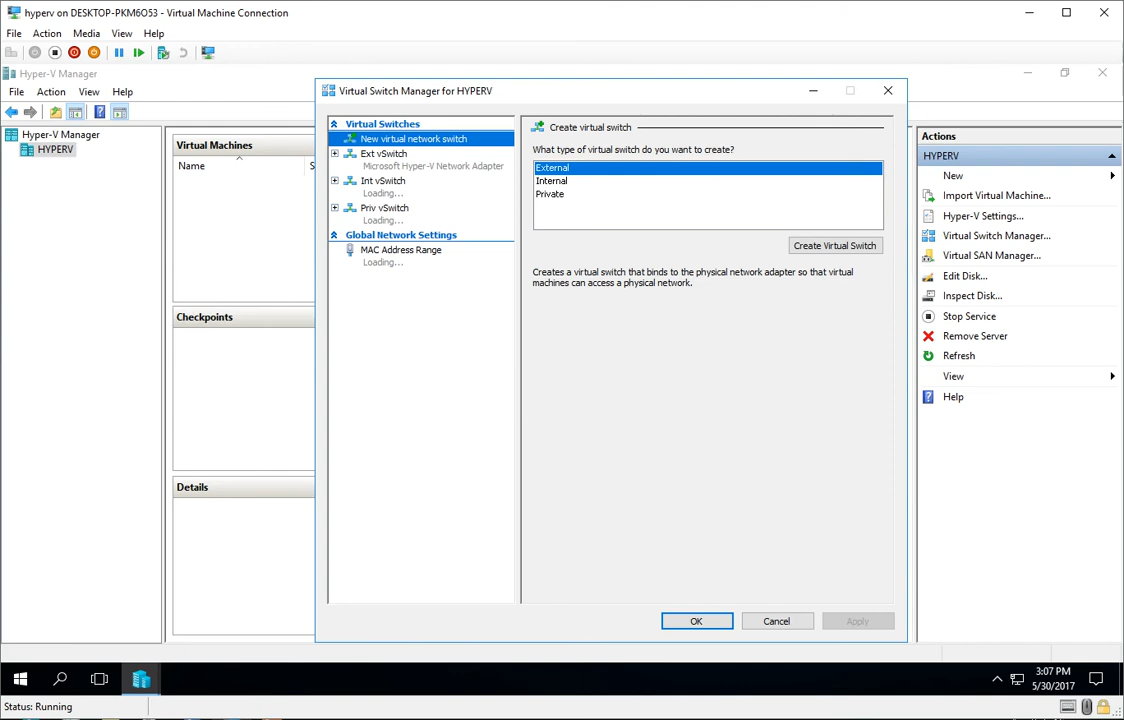 hyperv on DESKTOP-PKM6O53 - Virtual Machine Connection
File Action Media View Help
Hyper-V Manager
File Action View Help
Hyper-V Manager
HYPERV
Virtual Machines
Name
Checkpoints
Details
Virtual Switch Manager for HYPERV
Virtual Switches
New virtual network switch
Ext vSwitch
Microsoft Hyper-V Network Adapter
Int vSwitch
Loading...
Priv vSwitch
Loading...
Global Network Settings
MAC Address Range
Loading...
Create virtual switch
What type of virtual switch do you want to create?
External
Internal
Private
Create Virtual Switch
Creates a virtual switch that binds to the physical network adapter so that virtual
machines can access a physical network.
OK Cancel Apply
Actions
HYPERV
New
Import Virtual Machine...
Hyper-V Settings...
Virtual Switch Manager...
Virtual SAN Manager...
Edit Disk...
Inspect Disk...
Stop Service
Remove Server
Refresh
View
Help
3:07 PM
5/30/2017
Status: Running